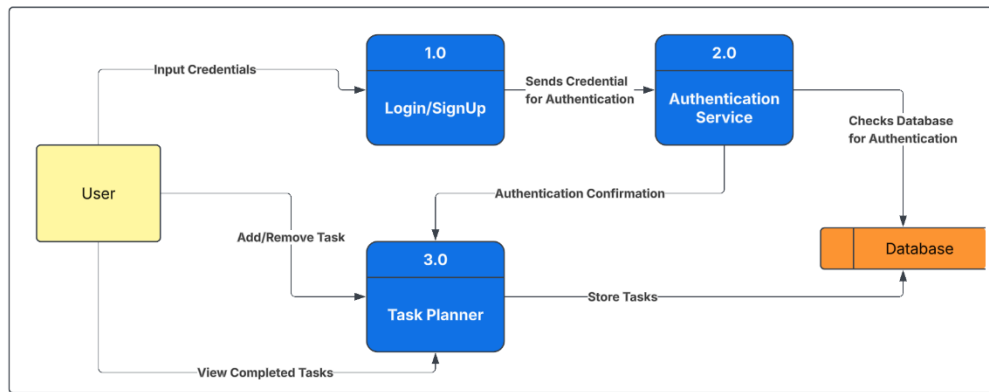 1.0
2.0
Input Credentials
Login/SignUp
Sends Credential
for Authentication
Authentication
Service
Checks Database
for Authentication
User
Authentication Confirmation
Add/Remove Task
3.0
Database
Task Planner
Store Tasks
View Completed Tasks